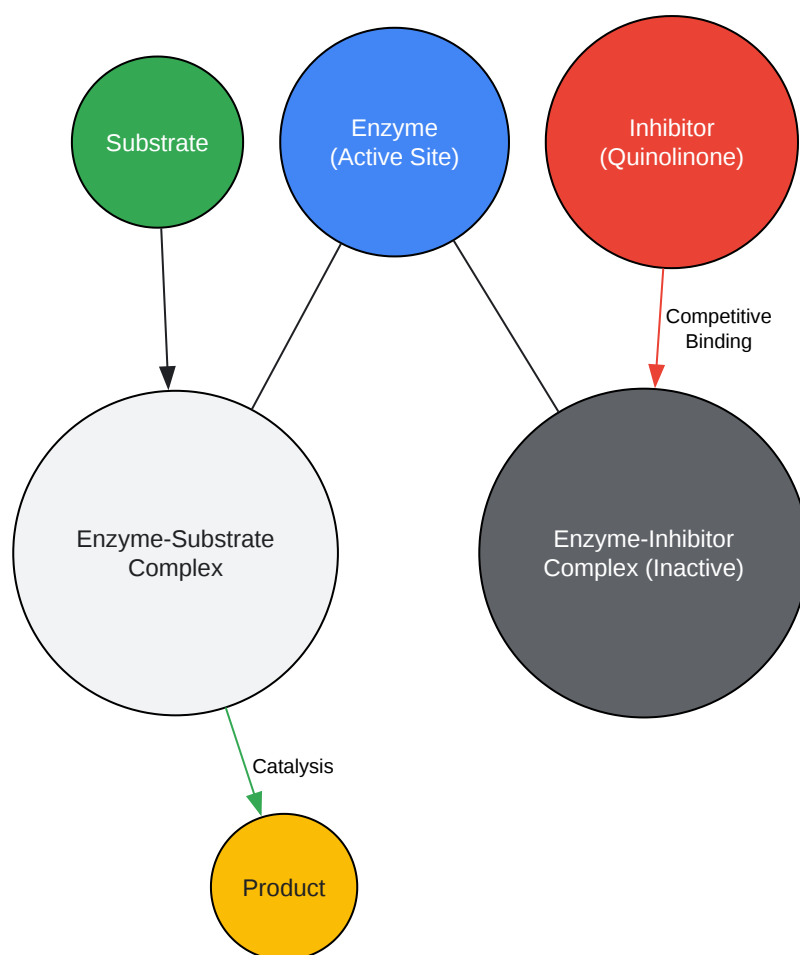 Substrate
Enzyme
(Active Site)
Inhibitor
(Quinolinone)
Competitive
Binding
Enzyme-Substrate
Complex
Enzyme-Inhibitor
Complex (Inactive)
Catalysis
Product